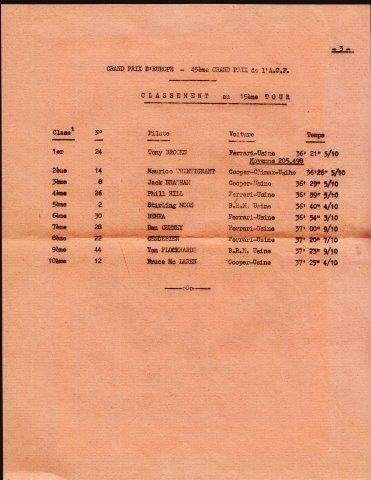 - 3 -
GRAND PRIX D'EUROPE - 45ème GRAND PRIX de l'A.C.F.
CLASSEMENT au 15ème TOUR
Classt N° Pilote Voiture Temps
1er 24 Tony BROOKS Ferrari-Usine 36' 21" 5/10
Moyenne 205,498
2ème 14 Maurice TRINTIGNANT Cooper-Climax-Usine 36'26" 5/10
3ème 8 Jack BRABHAM Cooper-Usine 36' 29" 5/10
4ème 26 Phill HILL Ferrari-Usine 36' 39" 5/10
5ème 2 Stirling MOSS B.R.M. Usine 36' 40" 4/10
6ème 30 BEHRA Ferrari-Usine 36' 54" 3/10
7ème 28 Dan GURNEY Ferrari-Usine 37' 00" 9/10
8ème 22 GENDEBIEN Ferrari-Usine 37' 20" 7/10
9ème 44 Ron FLOCKHARDT B.R.M. Usine 37' 23" 9/10
10ème 12 Bruce Mc LAREN Cooper-Usine 37' 25" 4/10
---oOo---